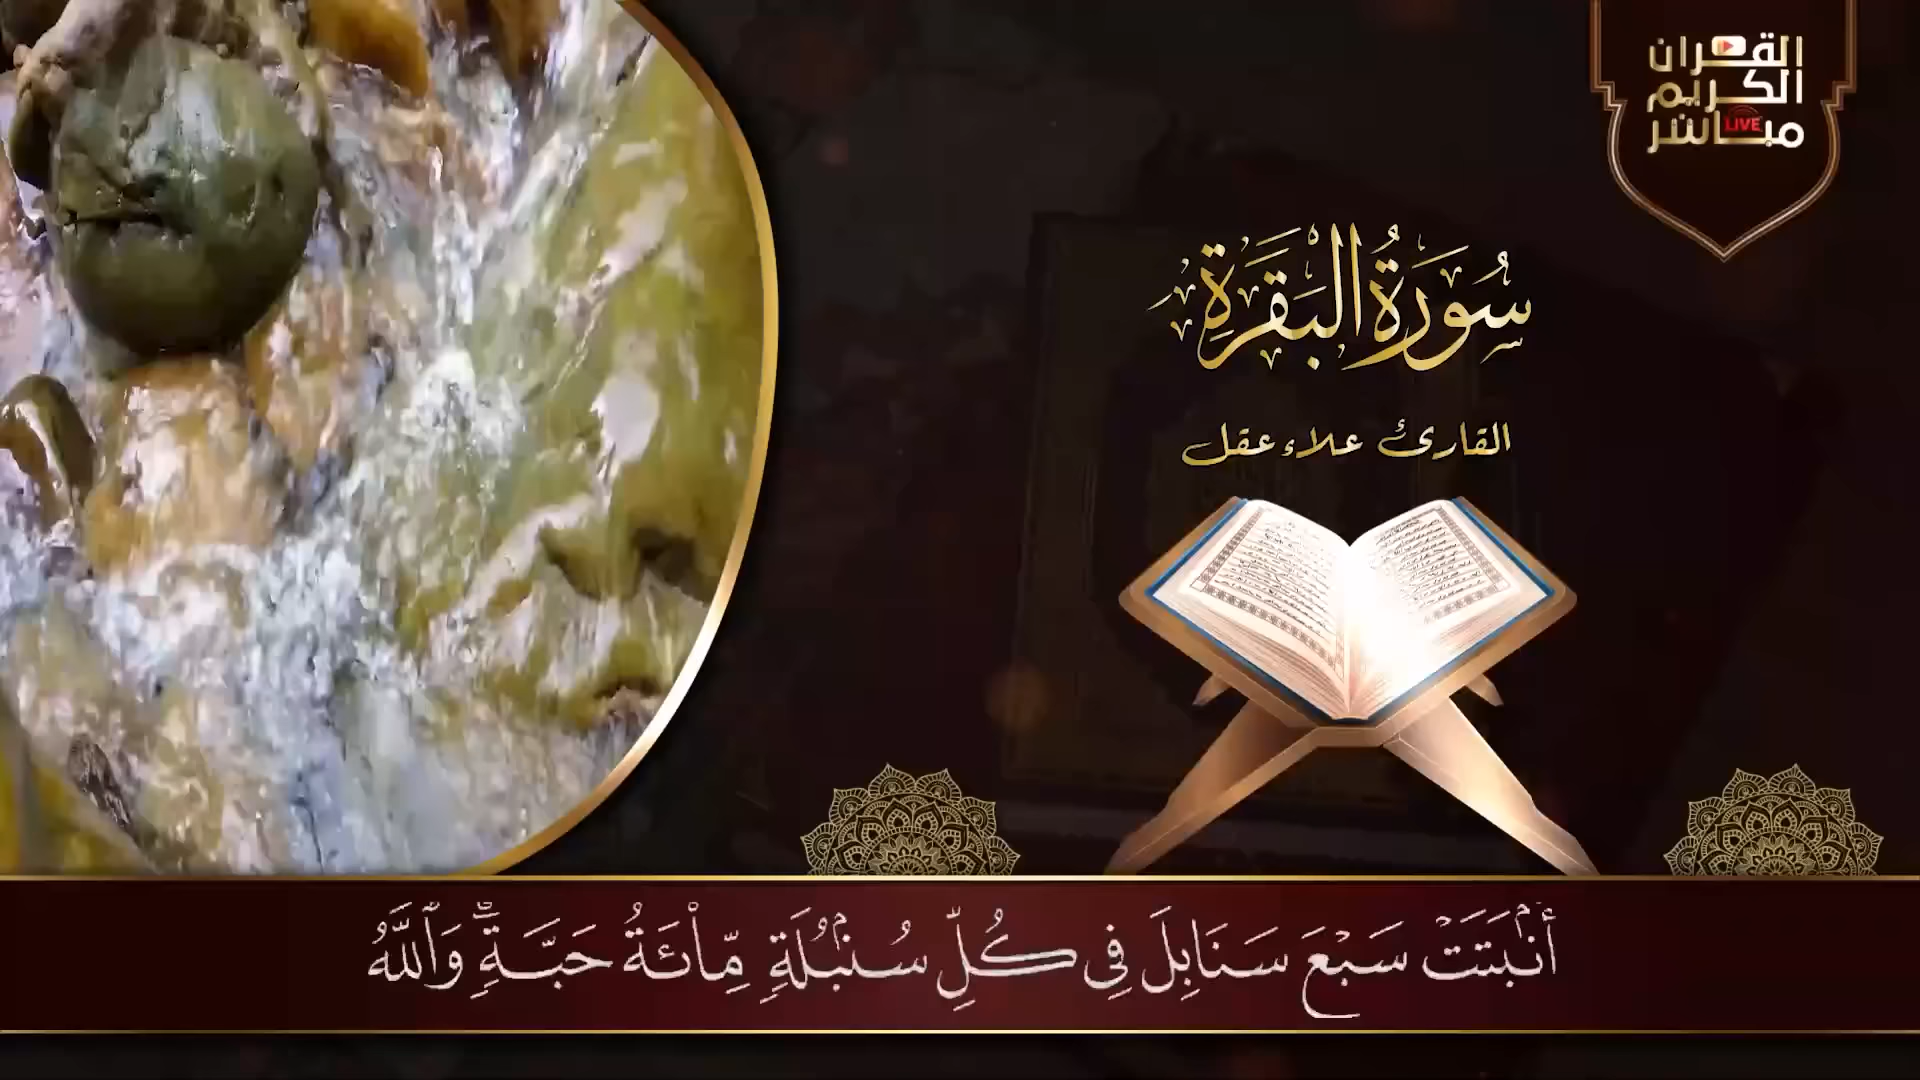 القرآن
الكريم
مباشر
LIVE
سُورَةُ البَقَرَةِ
القارئ علاء عقل
أَنۢبَتَتۡ سَبۡعَ سَنَابِلَ فِي كُلِّ سُنۢبُلَةٖ مِّاْئَةُ حَبَّةٖۗ وَٱللَّهُ